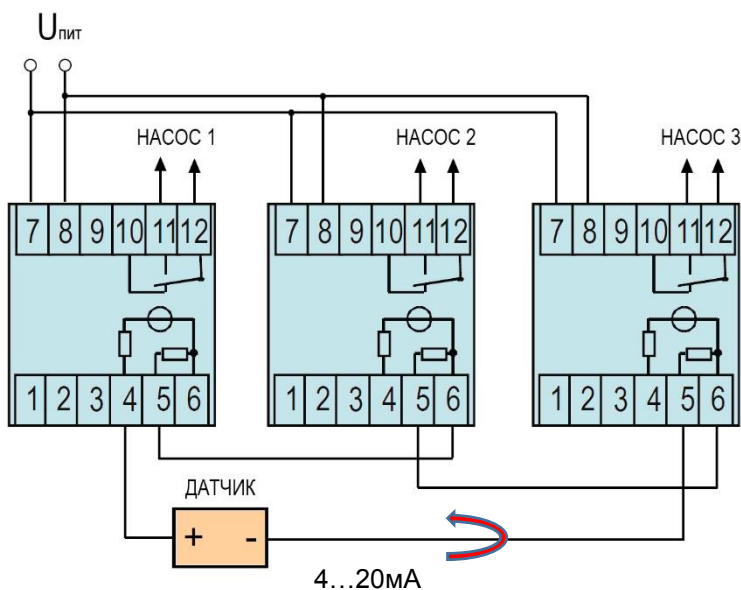 Uпит
НАСОС 1 НАСОС 2 НАСОС 3
7 8 9 10 11 12 7 8 9 10 11 12 7 8 9 10 11 12
1 2 3 4 5 6 1 2 3 4 5 6 1 2 3 4 5 6
ДАТЧИК
+ -
4...20мА